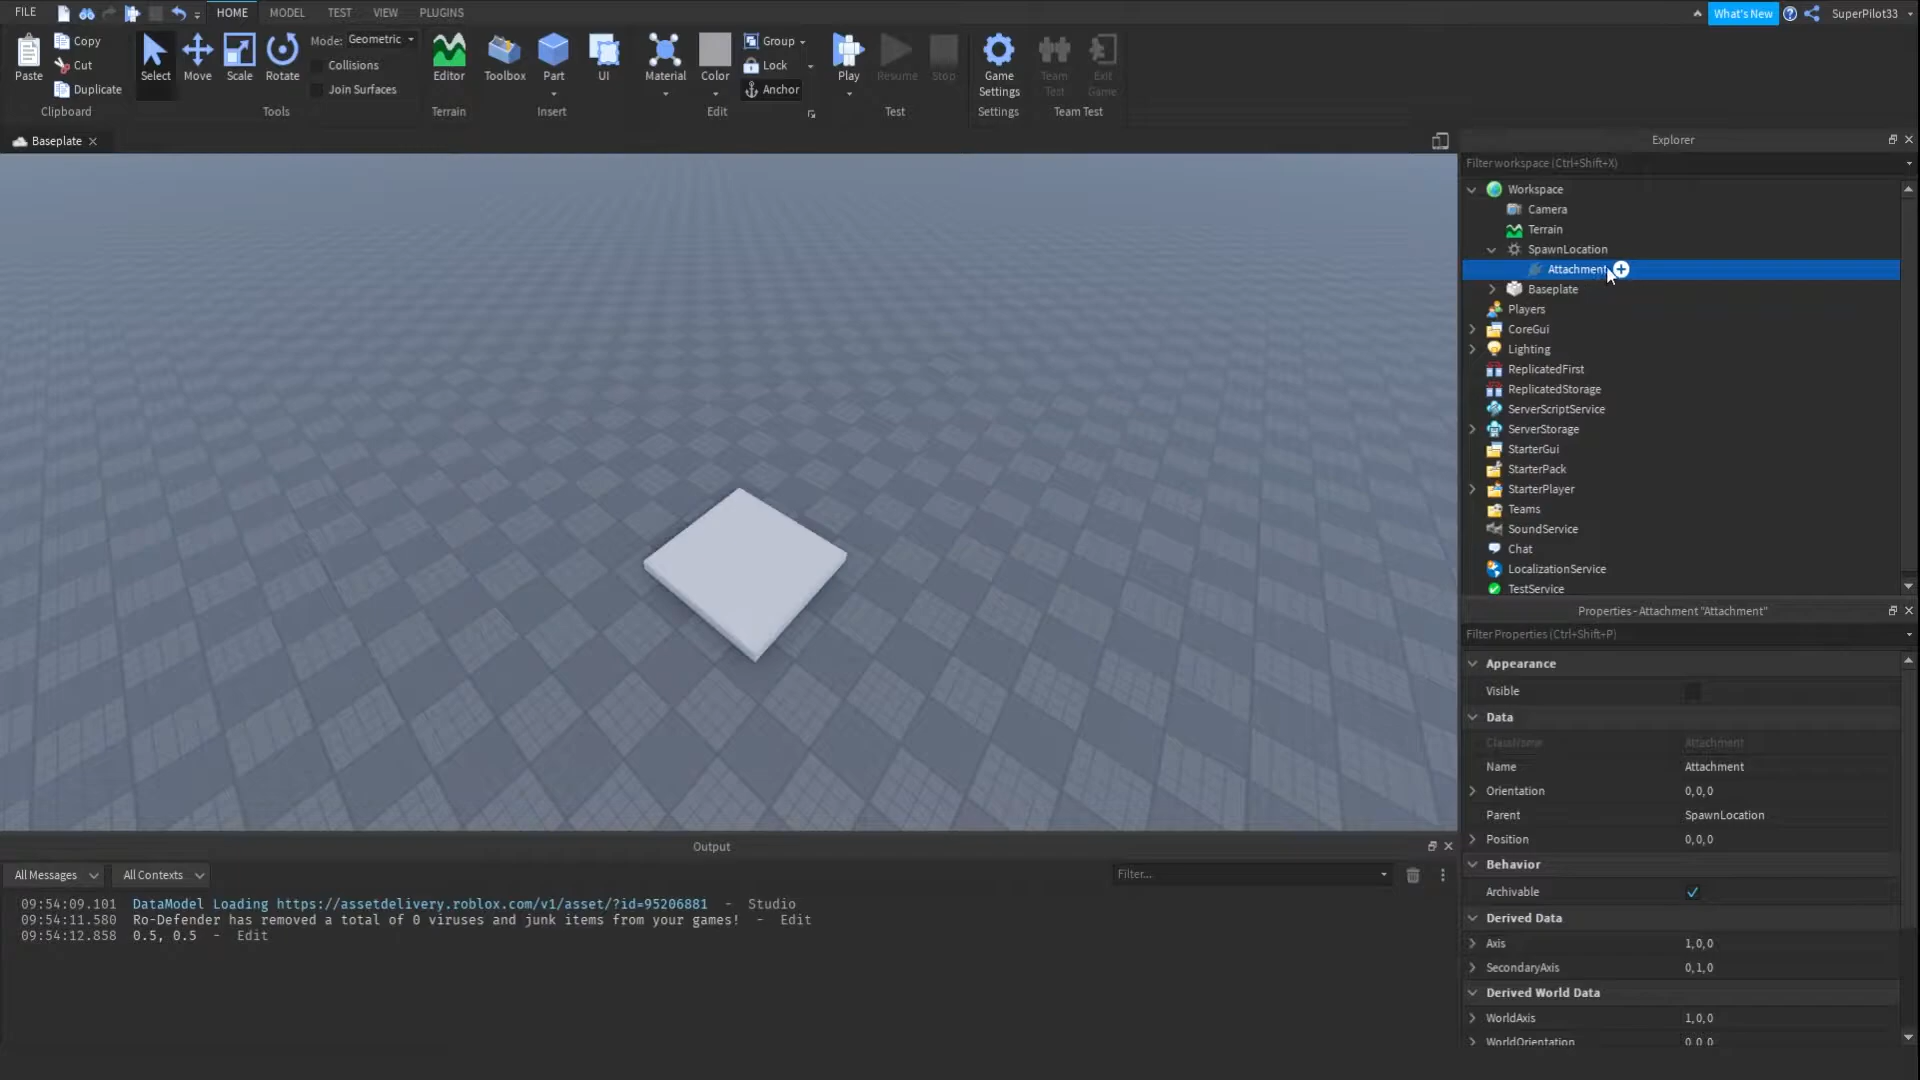 FILE HOME MODEL TEST VIEW PLUGINS What's New SuperPilot33
Paste Copy Cut Duplicate Clipboard
Select Move Scale Rotate Mode: Geometric Collisions Join Surfaces Tools
Editor Terrain
Toolbox Part UI Insert
Material Color Group Lock Anchor Edit
Play Resume Stop Test
Game Settings Settings
Team Test Exit Game Team Test
Baseplate
Explorer
Filter workspace (Ctrl+Shift+X)
Workspace
Camera
Terrain
SpawnLocation
Attachment
Baseplate
Players
CoreGui
Lighting
ReplicatedFirst
ReplicatedStorage
ServerScriptService
ServerStorage
StarterGui
StarterPack
StarterPlayer
Teams
SoundService
Chat
LocalizationService
TestService
Properties - Attachment "Attachment"
Filter Properties (Ctrl+Shift+P)
Appearance
Visible
Data
ClassName Attachment
Name Attachment
Orientation 0,0,0
Parent SpawnLocation
Position 0,0,0
Behavior
Archivable
Derived Data
Axis 1,0,0
SecondaryAxis 0,1,0
Derived World Data
WorldAxis 1,0,0
WorldOrientation 0,0,0
Output
All Messages All Contexts Filter...
09:54:09.101 DataModel Loading https://assetdelivery.roblox.com/v1/asset/?id=95206881 - Studio
09:54:11.580 Ro-Defender has removed a total of 0 viruses and junk items from your games! - Edit
09:54:12.858 0.5, 0.5 - Edit